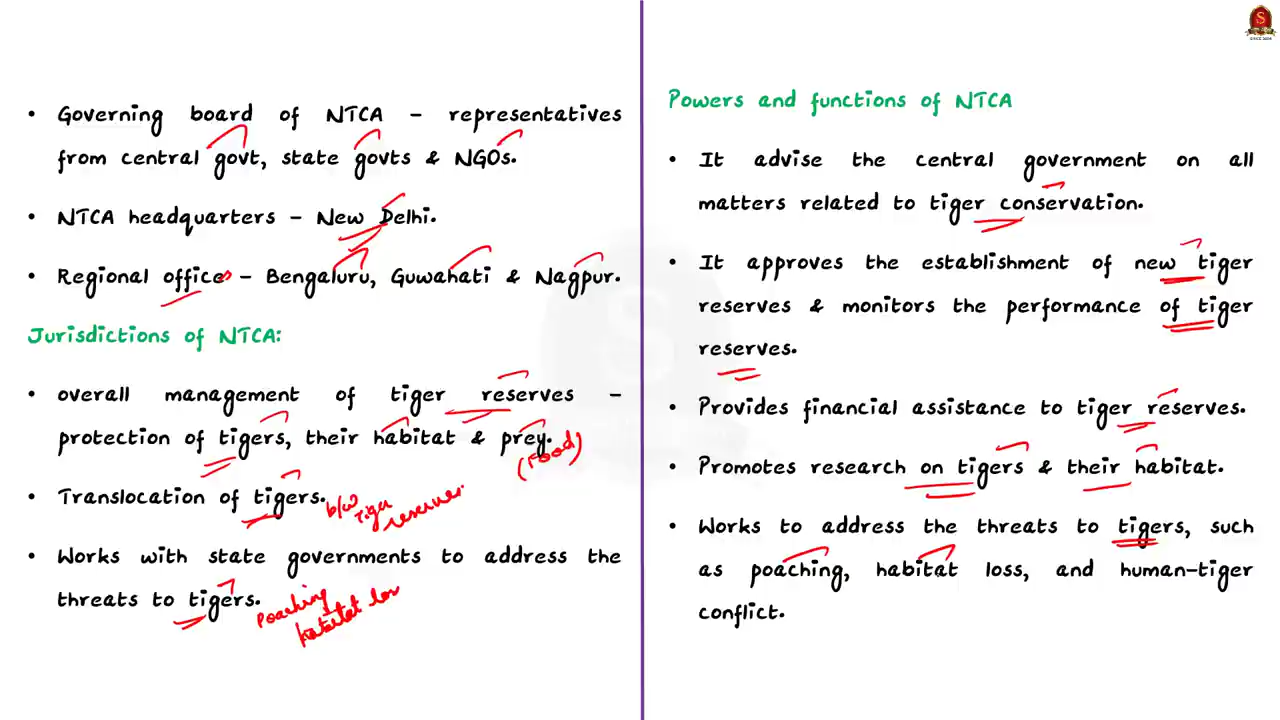 • Governing board of NTCA - representatives
from central govt, state govts & NGOs.
• NTCA headquarters - New Delhi.
• Regional offices - Bengaluru, Guwahati & Nagpur.
Jurisdictions of NTCA:
• overall management of tiger reserves -
protection of tigers, their habitat & prey.
(Food)
• Translocation of tigers.
b/w Tiger reserves
• Works with state governments to address the
threats to tigers.
Poaching
habitat loss
Powers and functions of NTCA
• It advise the central government on all
matters related to tiger conservation.
• It approves the establishment of new tiger
reserves & monitors the performance of tiger
reserves.
• Provides financial assistance to tiger reserves.
• Promotes research on tigers & their habitat.
• Works to address the threats to tigers, such
as poaching, habitat loss, and human-tiger
conflict.